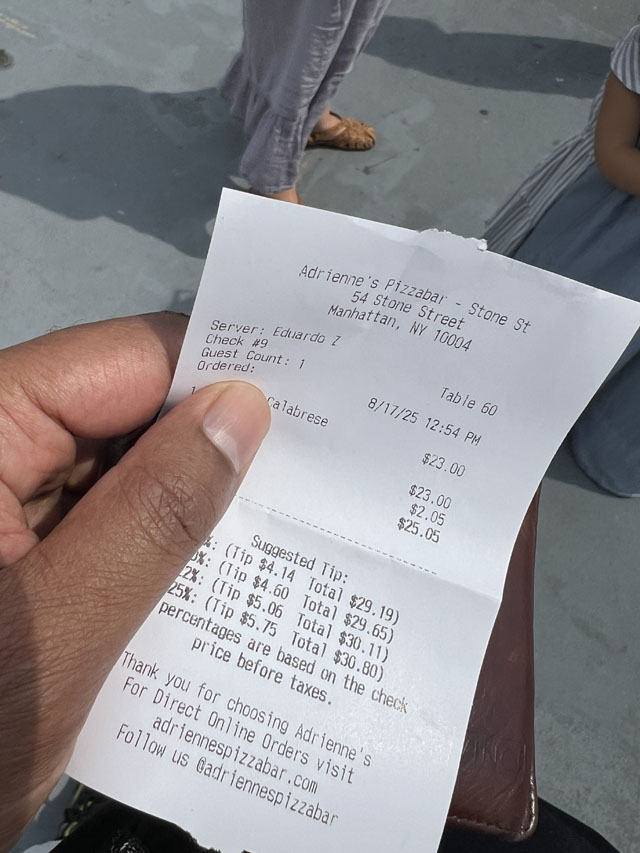 Adrienne's Pizzabar - Stone St
54 Stone Street
Manhattan, NY 10004
Server: Eduardo Z
Check #9
Table 60
Guest Count: 1
Ordered:
8/17/25 12:54 PM
1 Calabrese
$23.00
$23.00
$2.05
$25.05
Suggested Tip:
%: (Tip $4.14 Total $29.19)
%: (Tip $4.60 Total $29.65)
22%: (Tip $5.06 Total $30.11)
25%: (Tip $5.75 Total $30.80)
percentages are based on the check
price before taxes.
Thank you for choosing Adrienne's
For Direct Online Orders visit
adriennespizzabar.com
Follow us @adriennespizzabar